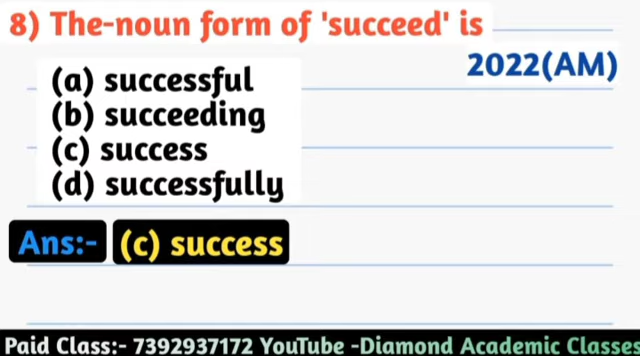 8) The-noun form of 'succeed' is
2022(AM)
(a) successful
(b) succeeding
(c) success
(d) successfully
Ans:- (c) success
Paid Class:- 7392937172 YouTube -Diamond Academic Classes